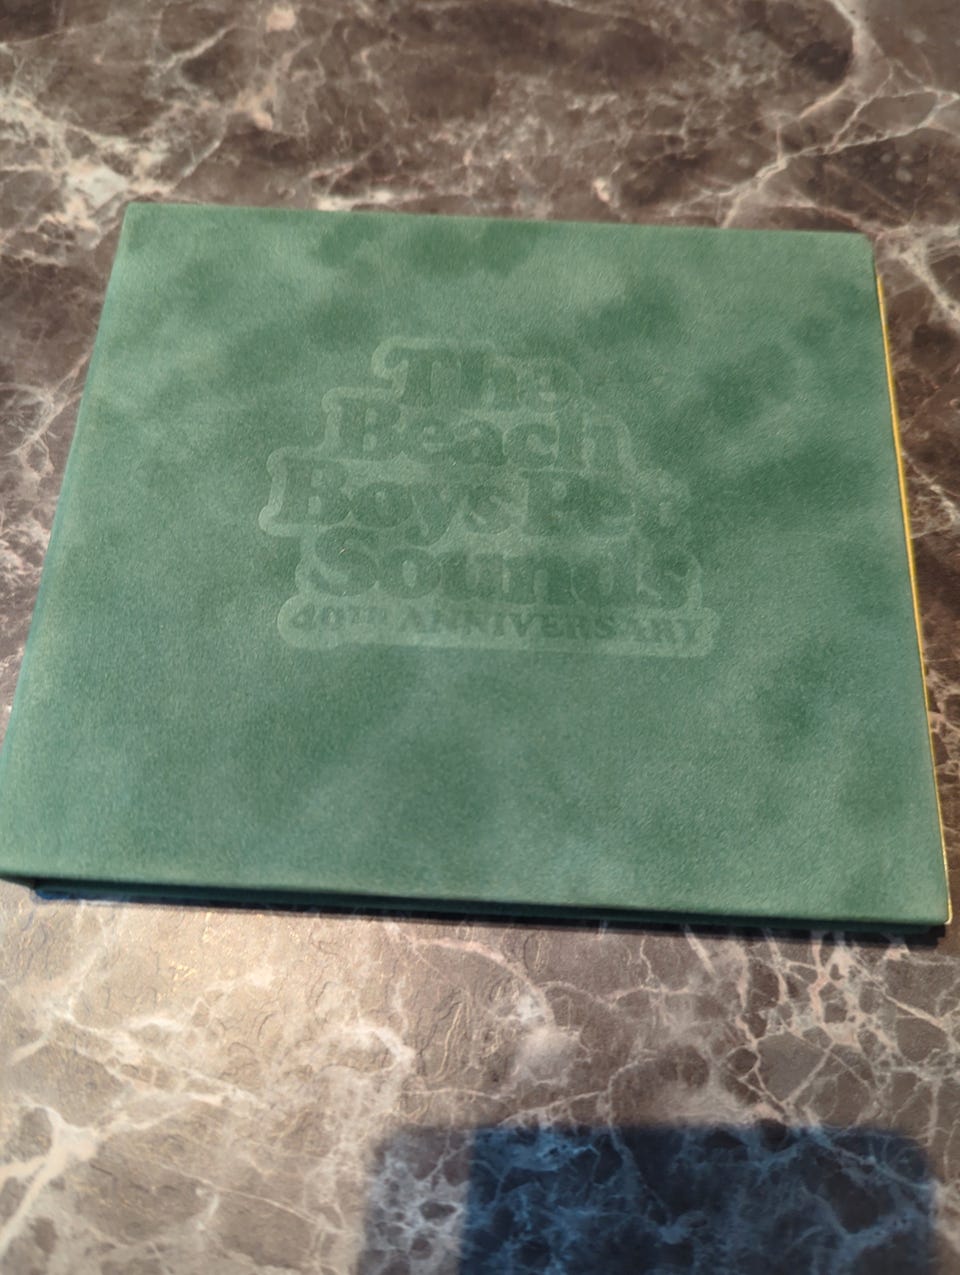 The
Beach
Boys Pet
Sounds
40TH ANNIVERSARY